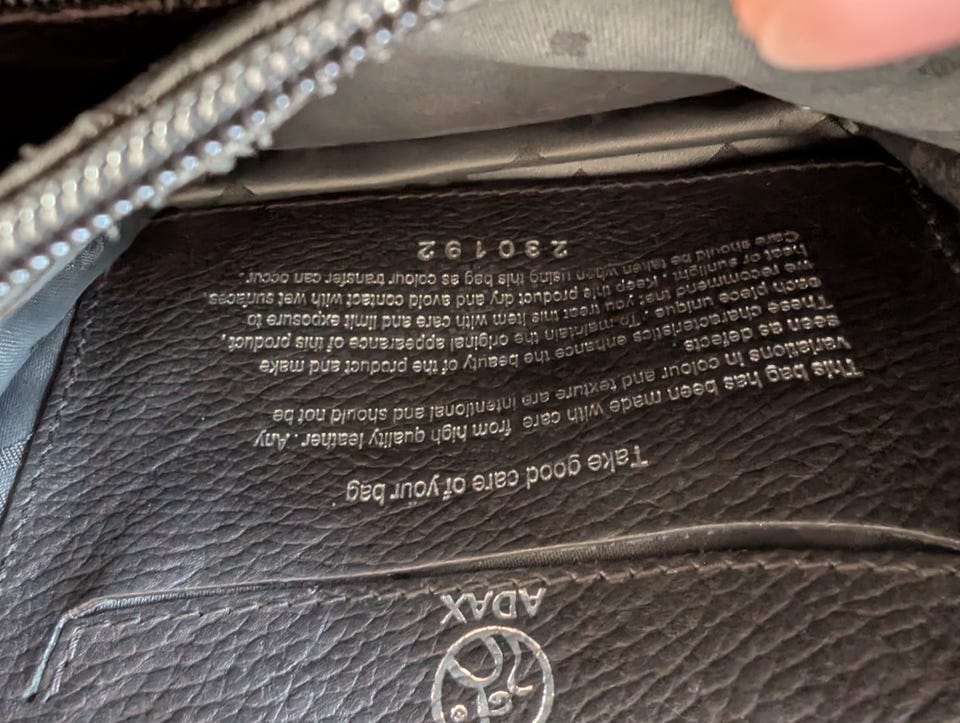 ®
ADAX
Take good care of your bag
This bag has been made with care from high quality leather . Any
variations in colour and texture are intentional and should not be
seen as defects .
These characteristics enhance the beauty of the product and make
each place unique . To maintain the original appearance of this product,
we recommend that you treat this item with care and limit exposure to
heat or sunlight . Keep this product dry and avoid contact with wet surfaces.
Care should be taken when using this bag as colour transfer can occur .
230192